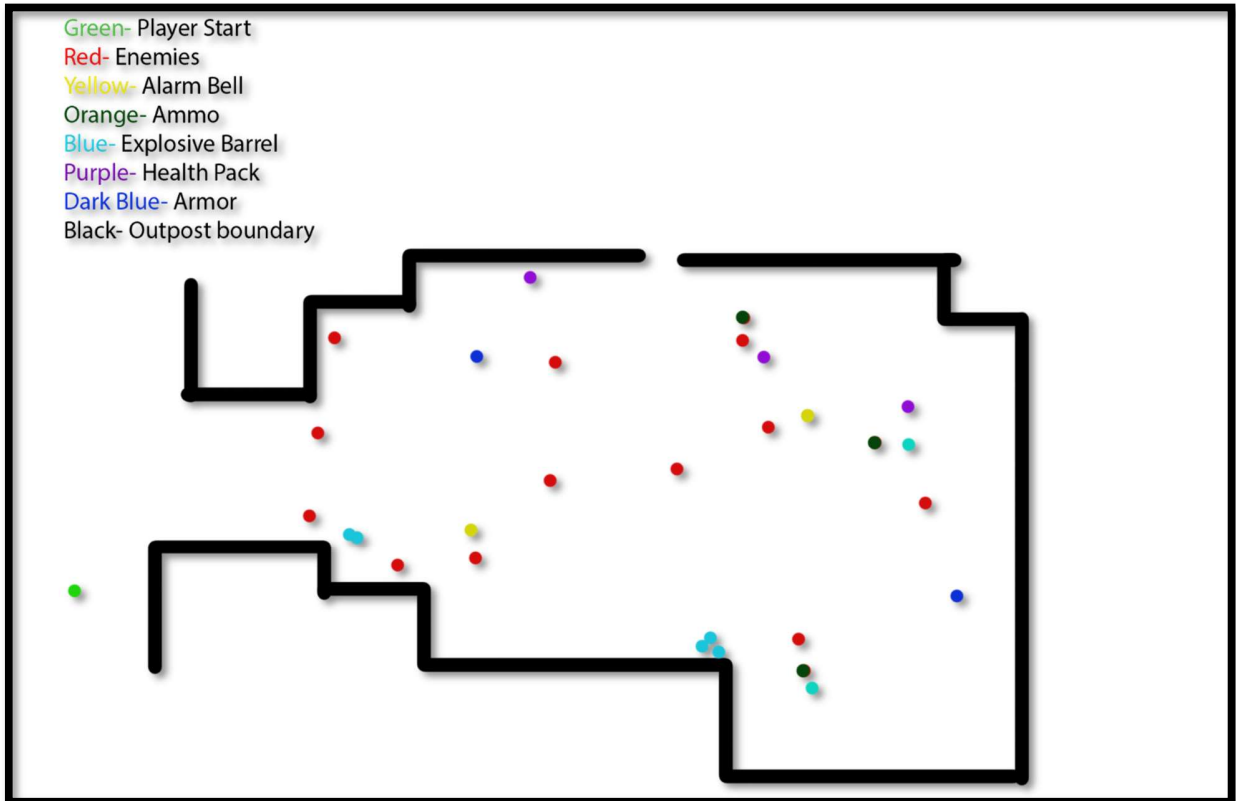 Green- Player Start
Red- Enemies
Yellow- Alarm Bell
Orange- Ammo
Blue- Explosive Barrel
Purple- Health Pack
Dark Blue- Armor
Black- Outpost boundary